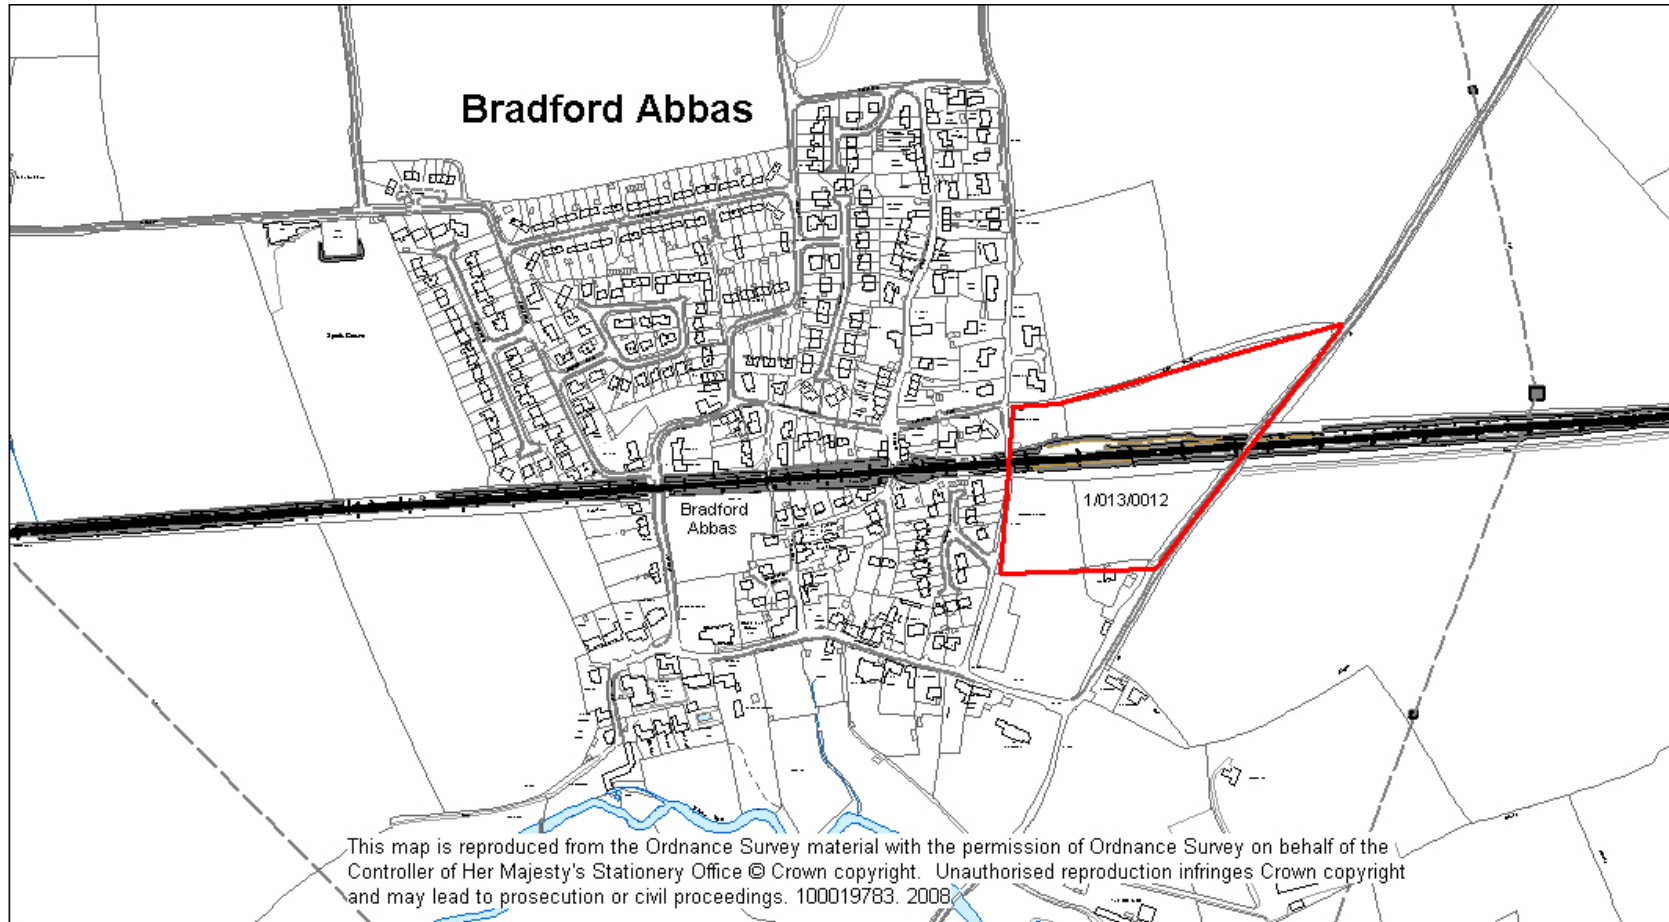 Bradford Abbas
1/013/0012
Bradford
Abbas
This map is reproduced from the Ordnance Survey material with the permission of Ordnance Survey on behalf of the
Controller of Her Majesty's Stationery Office © Crown copyright. Unauthorised reproduction infringes Crown copyright
and may lead to prosecution or civil proceedings. 100019783. 2008